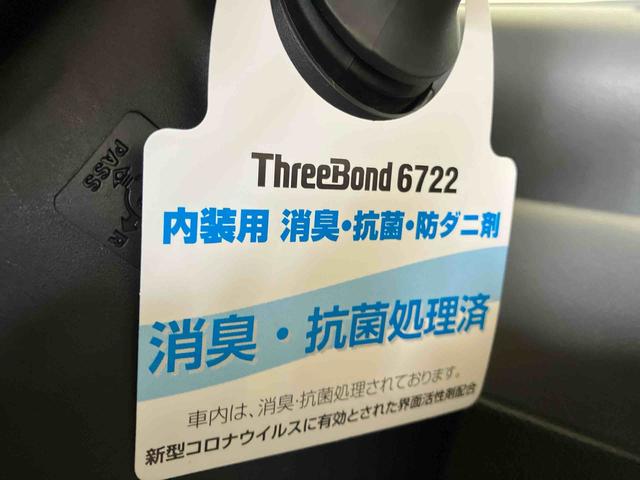 ThreeBond 6722
内装用 消臭・抗菌・防ダニ剤
消臭・抗菌処理済
車内は、消臭・抗菌処理されております。
新型コロナウイルスに有効とされた界面活性剤配合
PASS